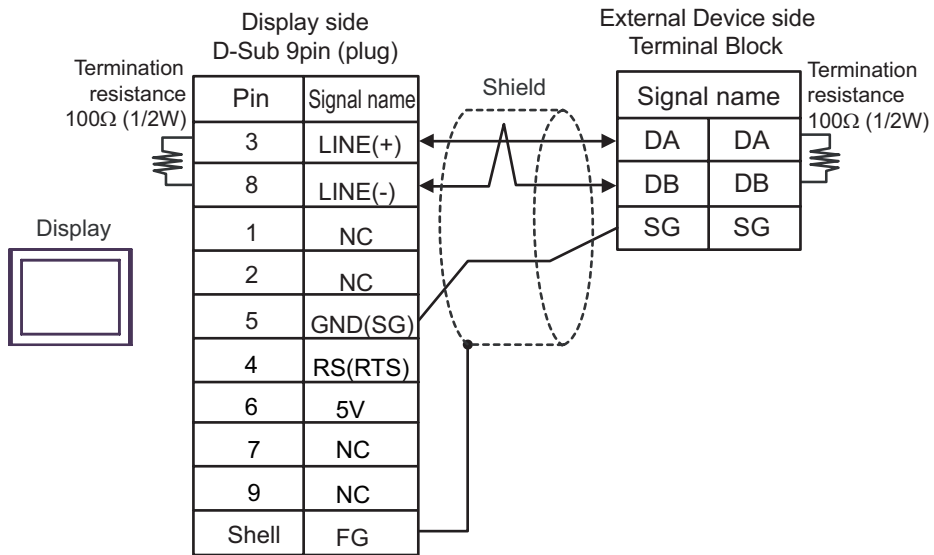 Display side
D-Sub 9pin (plug)
External Device side
Terminal Block
Termination
resistance
100Ω (1/2W)
Shield
Termination
resistance
100Ω (1/2W)
Display
Pin Signal name
3 LINE(+)
8 LINE(-)
1 NC
2 NC
5 GND(SG)
4 RS(RTS)
6 5V
7 NC
9 NC
Shell FG
Signal name
DA DA
DB DB
SG SG